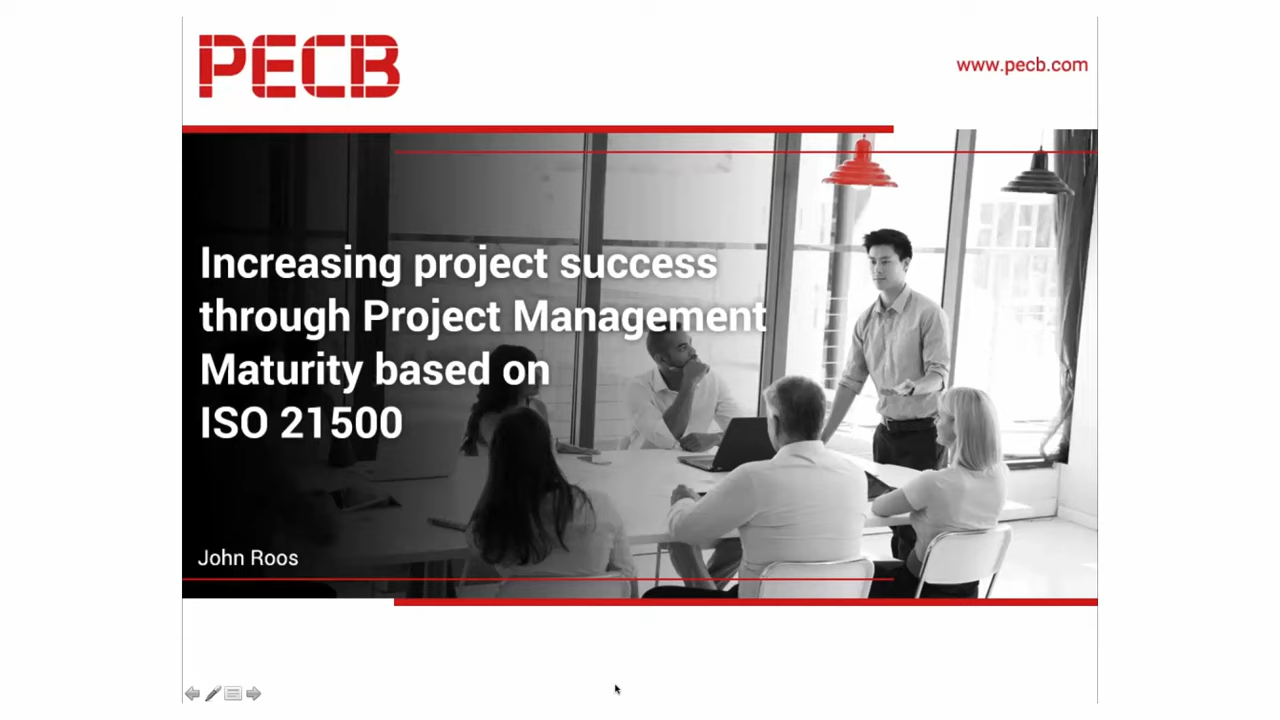 PECB
www.pecb.com
Increasing project success
through Project Management
Maturity based on
ISO 21500
John Roos